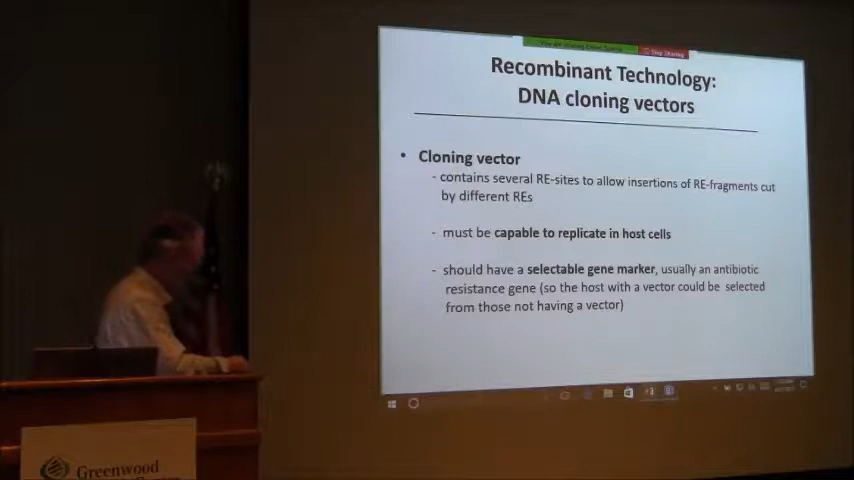 Stop Sharing
Recombinant Technology:
DNA cloning vectors
• Cloning vector
- contains several RE-sites to allow insertions of RE-fragments cut
by different REs
- must be capable to replicate in host cells
- should have a selectable gene marker, usually an antibiotic
resistance gene (so the host with a vector could be selected
from those not having a vector)
Greenwood